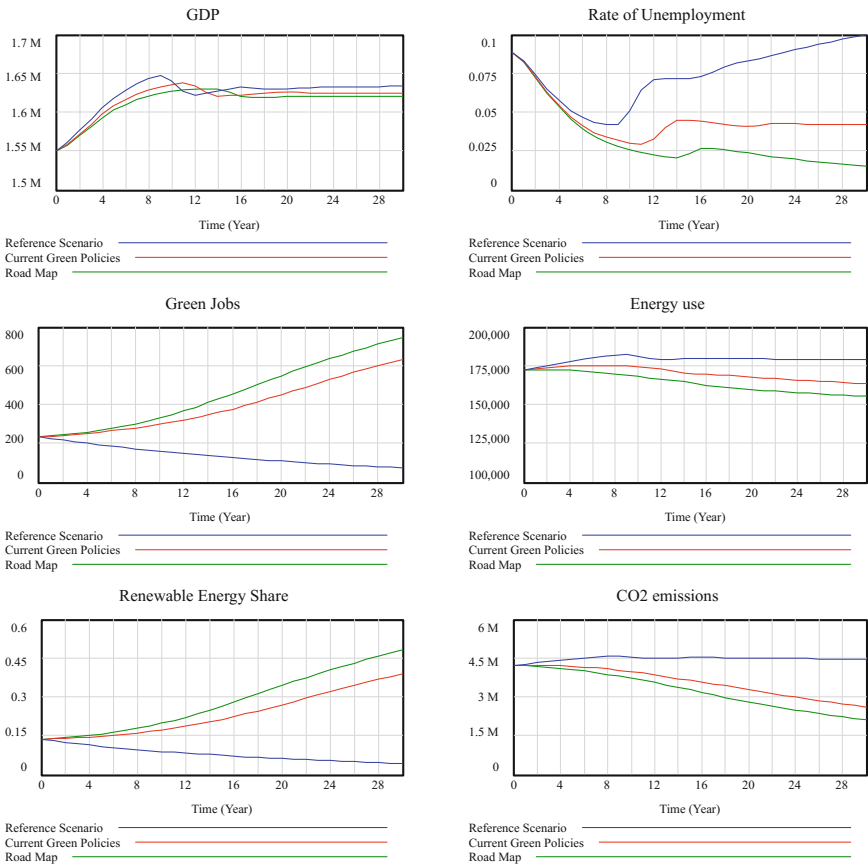 GDP
1.7 M
1.65 M
1.6 M
1.55 M
1.5 M
0 4 8 12 16 20 24 28
Time (Year)
Reference Scenario
Current Green Policies
Road Map
Rate of Unemployment
0.1
0.075
0.05
0.025
0
0 4 8 12 16 20 24 28
Time (Year)
Reference Scenario
Current Green Policies
Road Map
Green Jobs
800
600
400
200
0
0 4 8 12 16 20 24 28
Time (Year)
Reference Scenario
Current Green Policies
Road Map
Energy use
200,000
175,000
150,000
125,000
100,000
0 4 8 12 16 20 24 28
Time (Year)
Reference Scenario
Current Green Policies
Road Map
Renewable Energy Share
0.6
0.45
0.3
0.15
0
0 4 8 12 16 20 24 28
Time (Year)
Reference Scenario
Current Green Policies
Road Map
CO2 emissions
6 M
4.5 M
3 M
1.5 M
0
0 4 8 12 16 20 24 28
Time (Year)
Reference Scenario
Current Green Policies
Road Map